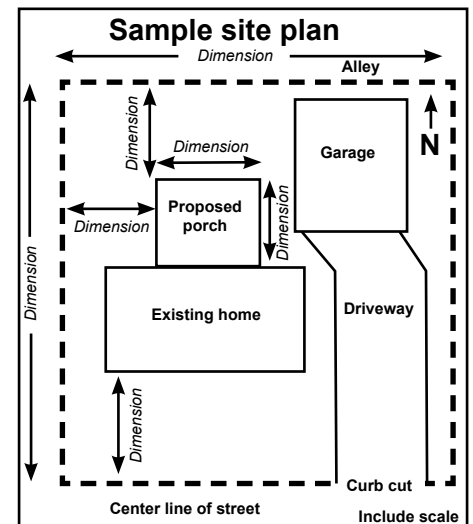 Sample site plan
Dimension
Alley
Dimension
Dimension
N
Garage
Proposed
porch
Dimension
Dimension
Dimension
Existing home
Driveway
Dimension
Curb cut
Center line of street
Include scale